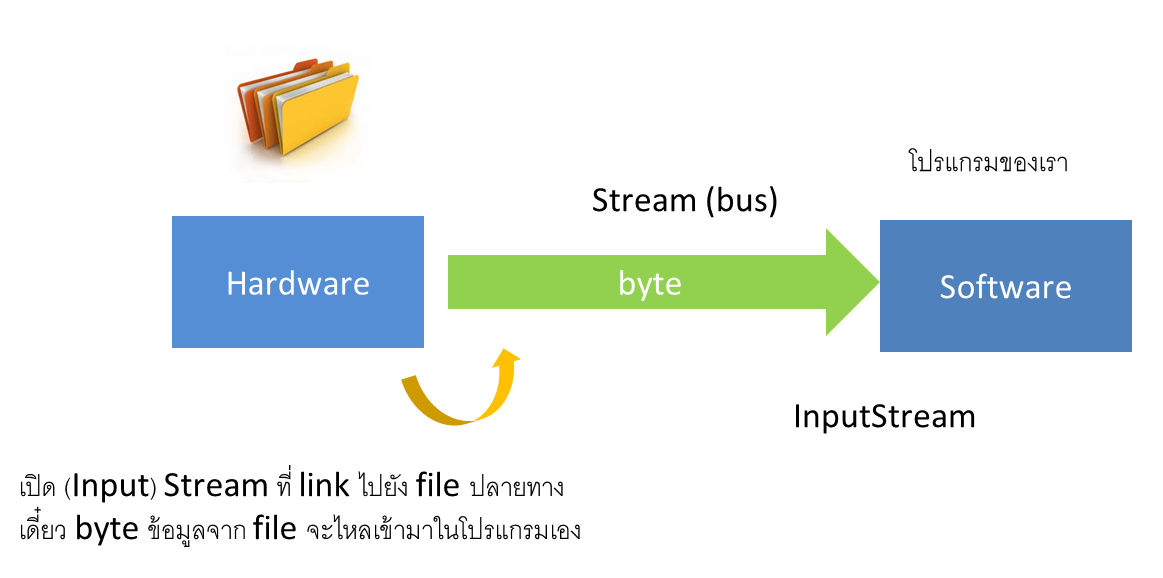 โปรแกรมของเรา
Stream (bus)
Hardware
byte
Software
InputStream
เปิด (Input) Stream ที่ link ไปยัง file ปลายทาง
เดี๋ยว byte ข้อมูลจาก file จะไหลเข้ามาในโปรแกรมเอง